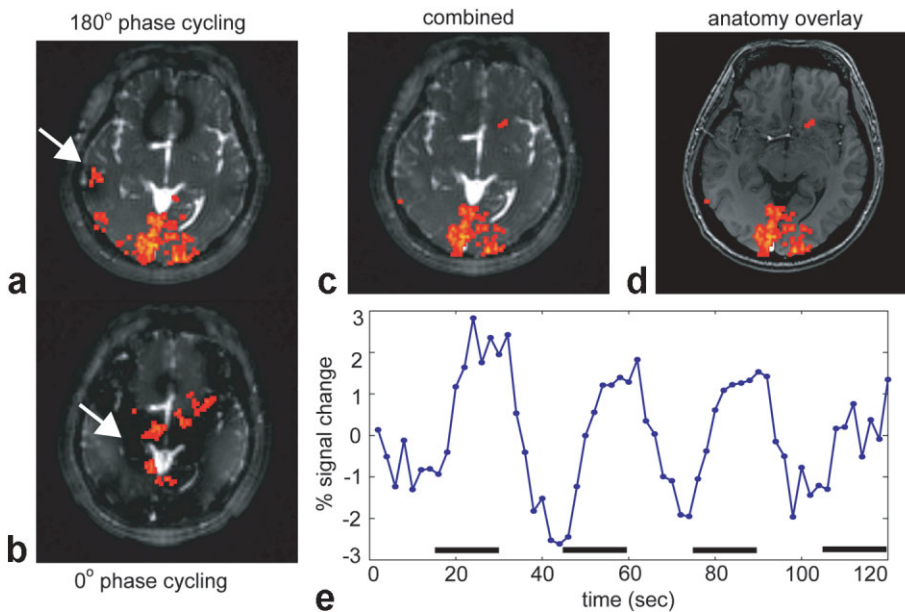 180° phase cycling
combined
anatomy overlay
a
c
d
b
0° phase cycling
3
2
1
0
-1
-2
-3
% signal change
0
20
40
60
80
100
120
e
time (sec)